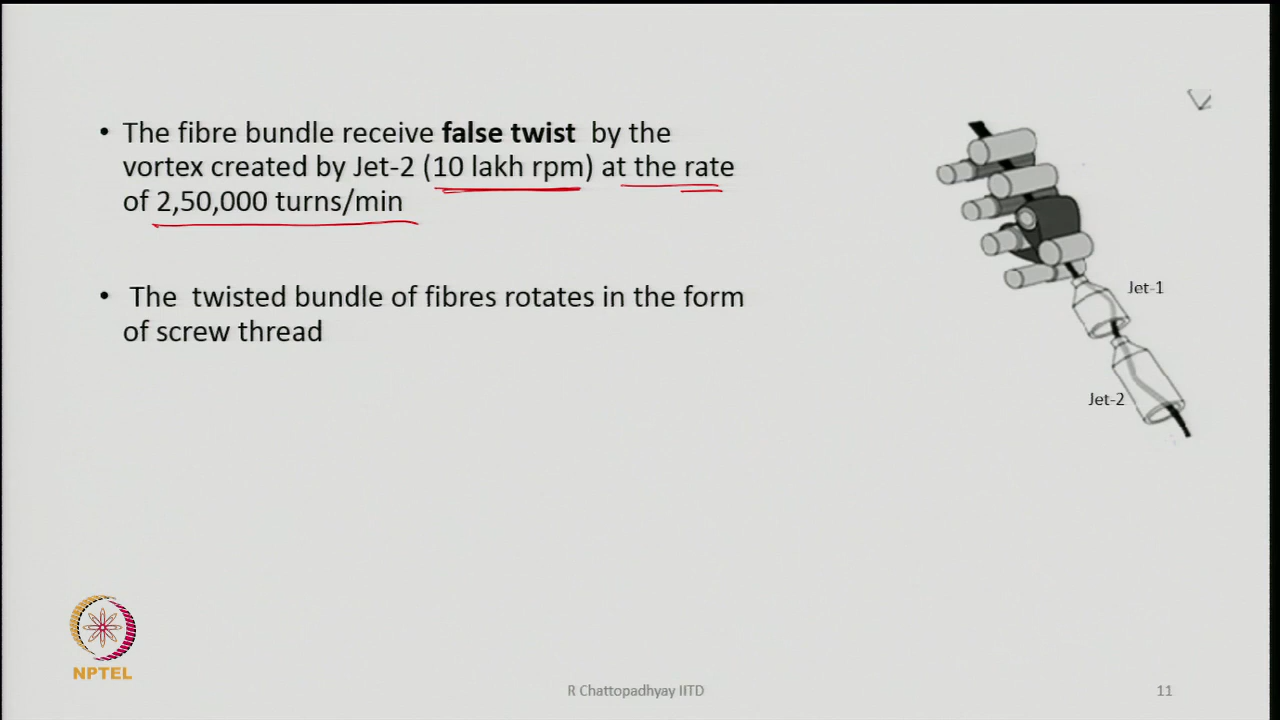 • The fibre bundle receive false twist by the
vortex created by Jet-2 (10 lakh rpm) at the rate
of 2,50,000 turns/min
• The twisted bundle of fibres rotates in the form
of screw thread
Jet-1
Jet-2
NPTEL
R Chattopadhyay IITD
11